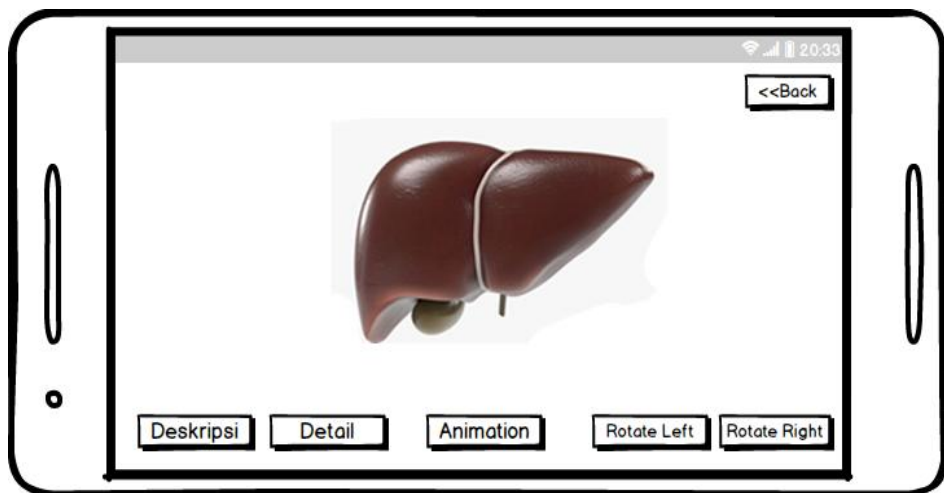 20:33
<<Back
Deskripsi
Detail
Animation
Rotate Left
Rotate Right